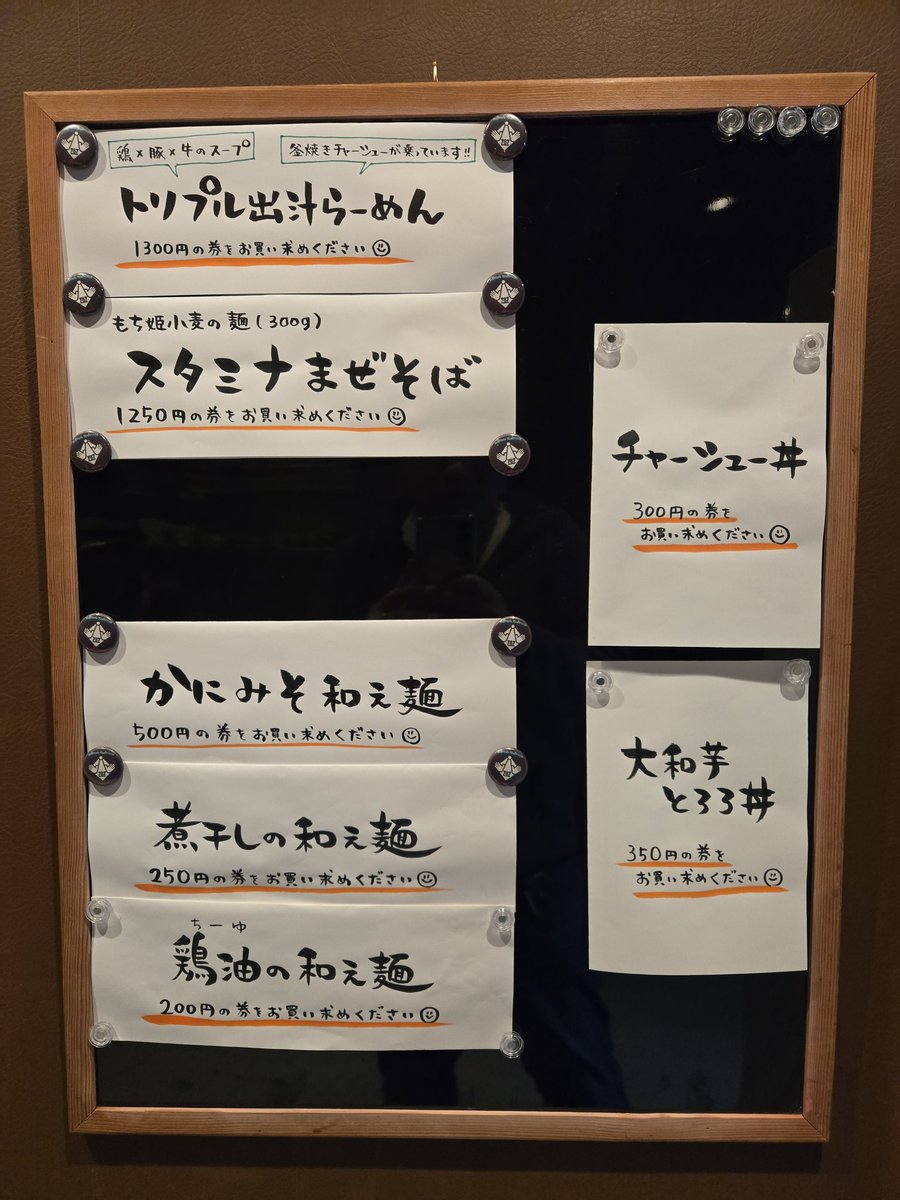 鶏×豚×牛のスープ
釜焼きチャーシューが乗っています!!
トリプル出汁らーめん
1300円の券をお買い求めください
もち姫小麦の麺(300g)
スタミナまぜそば
1250円の券をお買い求めください
かにみそ和え麺
500円の券をお買い求めください
煮干しの和え麺
250円の券をお買い求めください
ちーゆ
鶏油の和え麺
200円の券をお買い求めください
チャーシュー丼
300円の券を
お買い求めください
大和芋
とろろ丼
350円の券を
お買い求めください